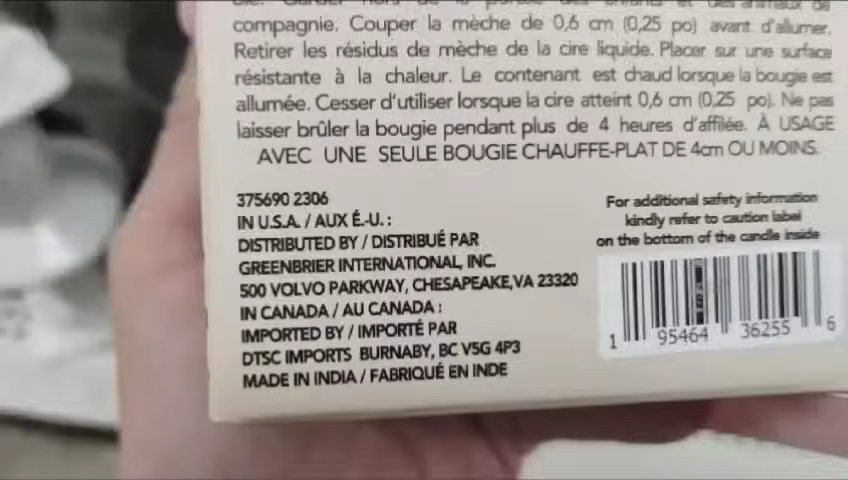 compagnie. Couper la mèche de 0,6 cm (0,25 po) avant d'allumer.
Retirer les résidus de mèche de la cire liquide. Placer sur une surface
résistante à la chaleur. Le contenant est chaud lorsque la bougie est
allumée. Cesser d'utiliser lorsque la cire atteint 0,6 cm (0,25 po). Ne pas
laisser brûler la bougie pendant plus de 4 heures d'affilée. À USAGE
AVEC UNE SEULE BOUGIE CHAUFFE-PLAT DE 4cm OU MOINS.
375690 2306
IN U.S.A. / AUX É.-U. :
DISTRIBUTED BY / DISTRIBUÉ PAR
GREENBRIER INTERNATIONAL, INC.
500 VOLVO PARKWAY, CHESAPEAKE, VA 23320
IN CANADA / AU CANADA :
IMPORTED BY / IMPORTÉ PAR
DTSC IMPORTS BURNABY, BC V5G 4P3
MADE IN INDIA / FABRIQUÉ EN INDE
For additional safety information
kindly refer to caution label
on the bottom of the candle inside
1 95464 36255 6